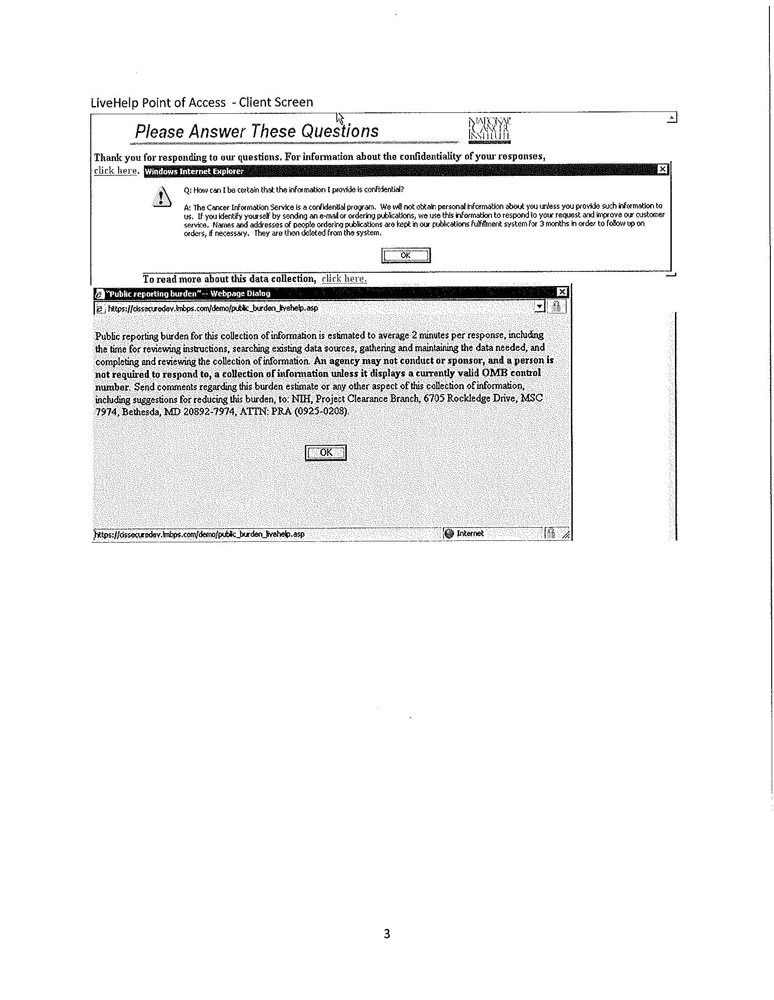 LiveHelp Point of Access - Client Screen
Please Answer These Questions
NATIONAL
CANCER
INSTITUTE
Thank you for responding to our questions. For information about the confidentiality of your responses,
click here.
Windows Internet Explorer
Q: How can I be certain that the information I provide is confidential?
A: The Cancer Information Service is a confidential program. We will not obtain personal information about you unless you provide such information to
us. If you identify yourself by sending an e-mail or ordering publications, we use this information to respond to your request and improve our customer
service. Names and addresses of people ordering publications are kept in our publications fulfillment system for 3 months in order to follow up on
orders, if necessary. They are then deleted from the system.
OK
To read more about this data collection, click here.
"Public reporting burden" -- Webpage Dialog
https://cissecuredev.lmbps.com/demo/public_burden_livehelp.asp
Public reporting burden for this collection of information is estimated to average 2 minutes per response, including
the time for reviewing instructions, searching existing data sources, gathering and maintaining the data needed, and
completing and reviewing the collection of information. An agency may not conduct or sponsor, and a person is
not required to respond to, a collection of information unless it displays a currently valid OMB control
number. Send comments regarding this burden estimate or any other aspect of this collection of information,
including suggestions for reducing this burden, to: NIH, Project Clearance Branch, 6705 Rockledge Drive, MSC
7974, Bethesda, MD 20892-7974, ATTN: PRA (0925-0208).
OK
https://cissecuredev.lmbps.com/demo/public_burden_livehelp.asp
Internet
3